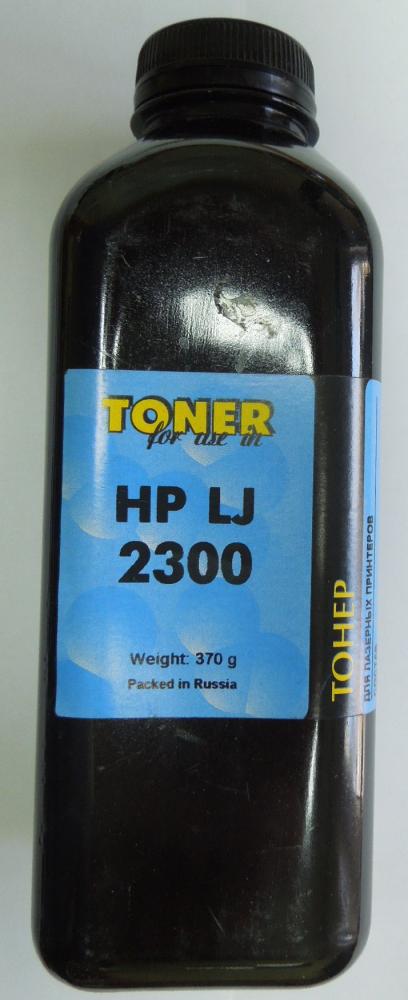 TONER
for use in
HP LJ
2300
Weight: 370 g
Packed in Russia
ТОНЕР
ДЛЯ ЛАЗЕРНЫХ ПРИНТЕРОВ